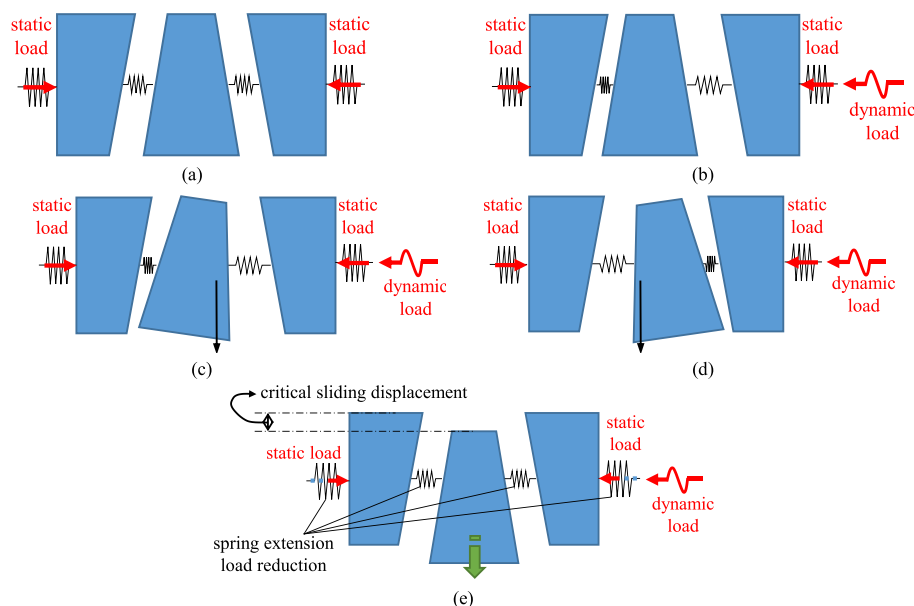 static
load
static
load
(a)
static
load
static
load
dynamic
load
(b)
static
load
static
load
dynamic
load
(c)
static
load
static
load
dynamic
load
(d)
critical sliding displacement
static load
static
load
dynamic
load
spring extension
load reduction
(e)